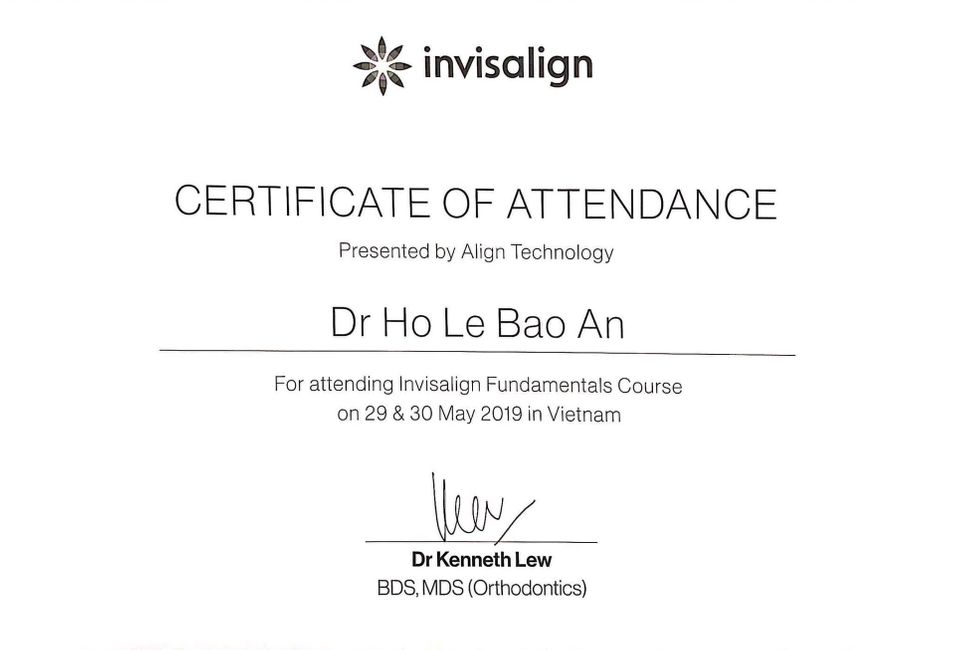 invisalign
CERTIFICATE OF ATTENDANCE
Presented by Align Technology
Dr Ho Le Bao An
For attending Invisalign Fundamentals Course
on 29 & 30 May 2019 in Vietnam
Dr Kenneth Lew
BDS, MDS (Orthodontics)